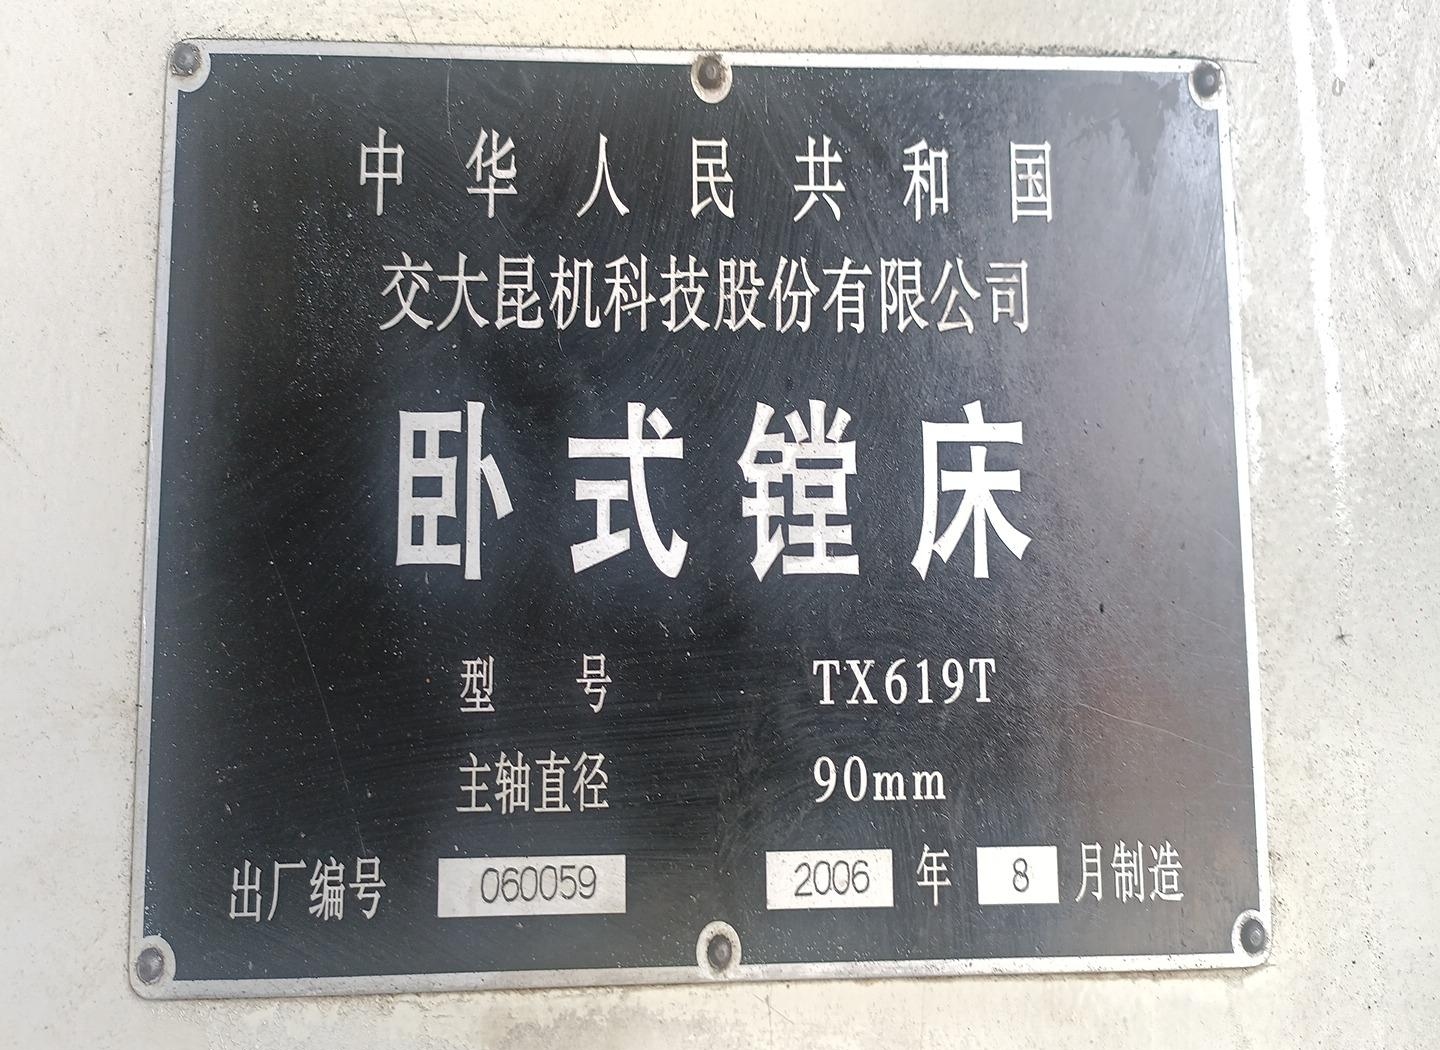 中华人民共和国
交大昆机科技股份有限公司
卧式镗床
型号 TX619T
主轴直径 90mm
出厂编号 060059 2006 年 8 月制造